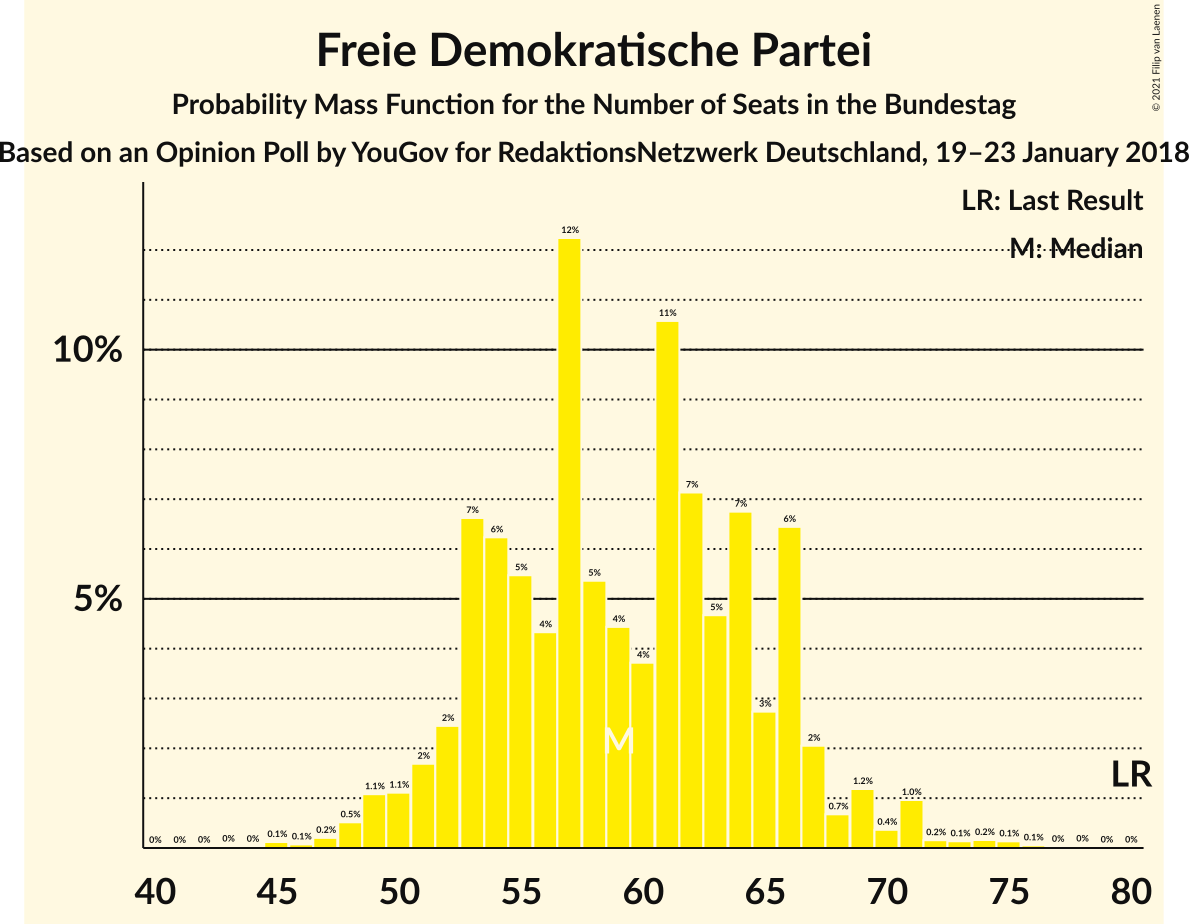 Freie Demokratische Partei
Probability Mass Function for the Number of Seats in the Bundestag
Based on an Opinion Poll by YouGov for RedaktionsNetzwerk Deutschland, 19–23 January 2018
© 2021 Filip van Laenen
LR: Last Result
M: Median
12%
11%
10%
7%
7%
7%
6%
6%
5%
5%
5%
5%
4%
4%
4%
3%
2%
2%
2%
M
LR
1.1%
1.1%
1.2%
1.0%
0.5%
0.7%
0.4%
0% 0% 0% 0% 0% 0.1% 0.1% 0.2% 0.2% 0.1% 0.2% 0.1% 0.1% 0% 0% 0% 0%
40 45 50 55 60 65 70 75 80